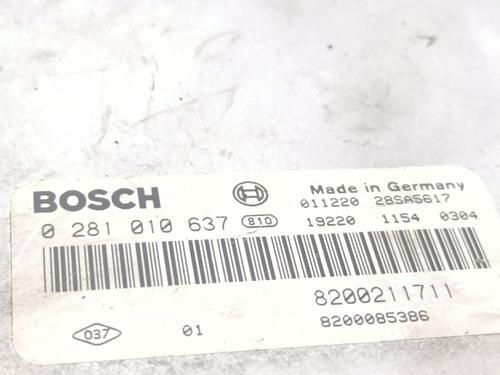 BOSCH
Made in Germany
0 281 010 637 810
011220 28SA5617
19220 1154 0304
8200211711
037 01 8200085386